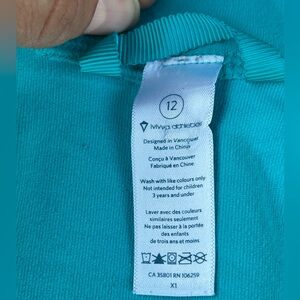 12
ivivva athletica
Designed in Vancouver
Made in China
Conçu à Vancouver
Fabriqué en Chine
Wash with like colours only
Not intended for children
3 years and under
Laver avec des couleurs
similaires seulement
Ne pas laisser à la portée
des enfants
de trois ans et moins
CA 35801 RN 106259
X1